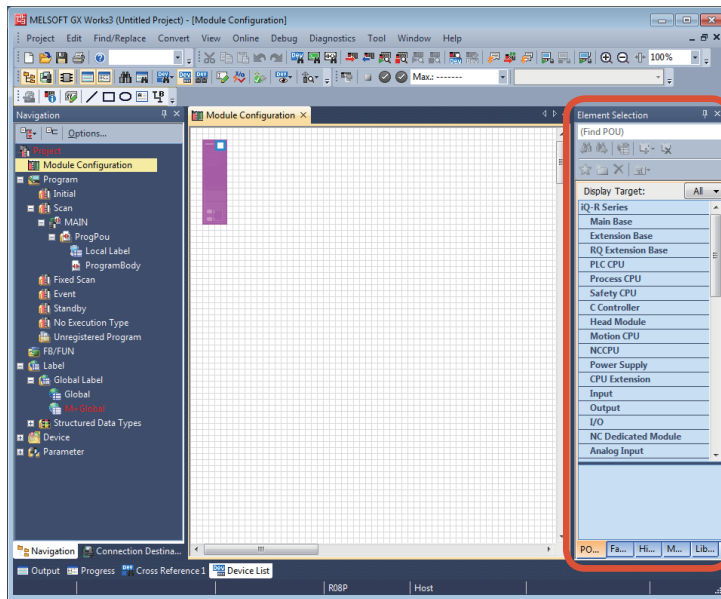 MELSOFT GX Works3 (Untitled Project) - [Module Configuration]
Project Edit Find/Replace Convert View Online Debug Diagnostics Tool Window Help
100%
Max.: -------
Navigation
Options...
Project
Module Configuration
Program
Initial
Scan
MAIN
ProgPou
Local Label
ProgramBody
Fixed Scan
Event
Standby
No Execution Type
Unregistered Program
FB/FUN
Label
Global Label
Global
M+Global
Structured Data Types
Device
Parameter
Navigation Connection Destina...
Module Configuration
Element Selection
(Find POU)
Display Target: All
iQ-R Series
Main Base
Extension Base
RQ Extension Base
PLC CPU
Process CPU
Safety CPU
C Controller
Head Module
Motion CPU
NCCPU
Power Supply
CPU Extension
Input
Output
I/O
NC Dedicated Module
Analog Input
PO... Fa... Hi... M... Lib...
Output Progress Cross Reference 1 Device List
R08P Host